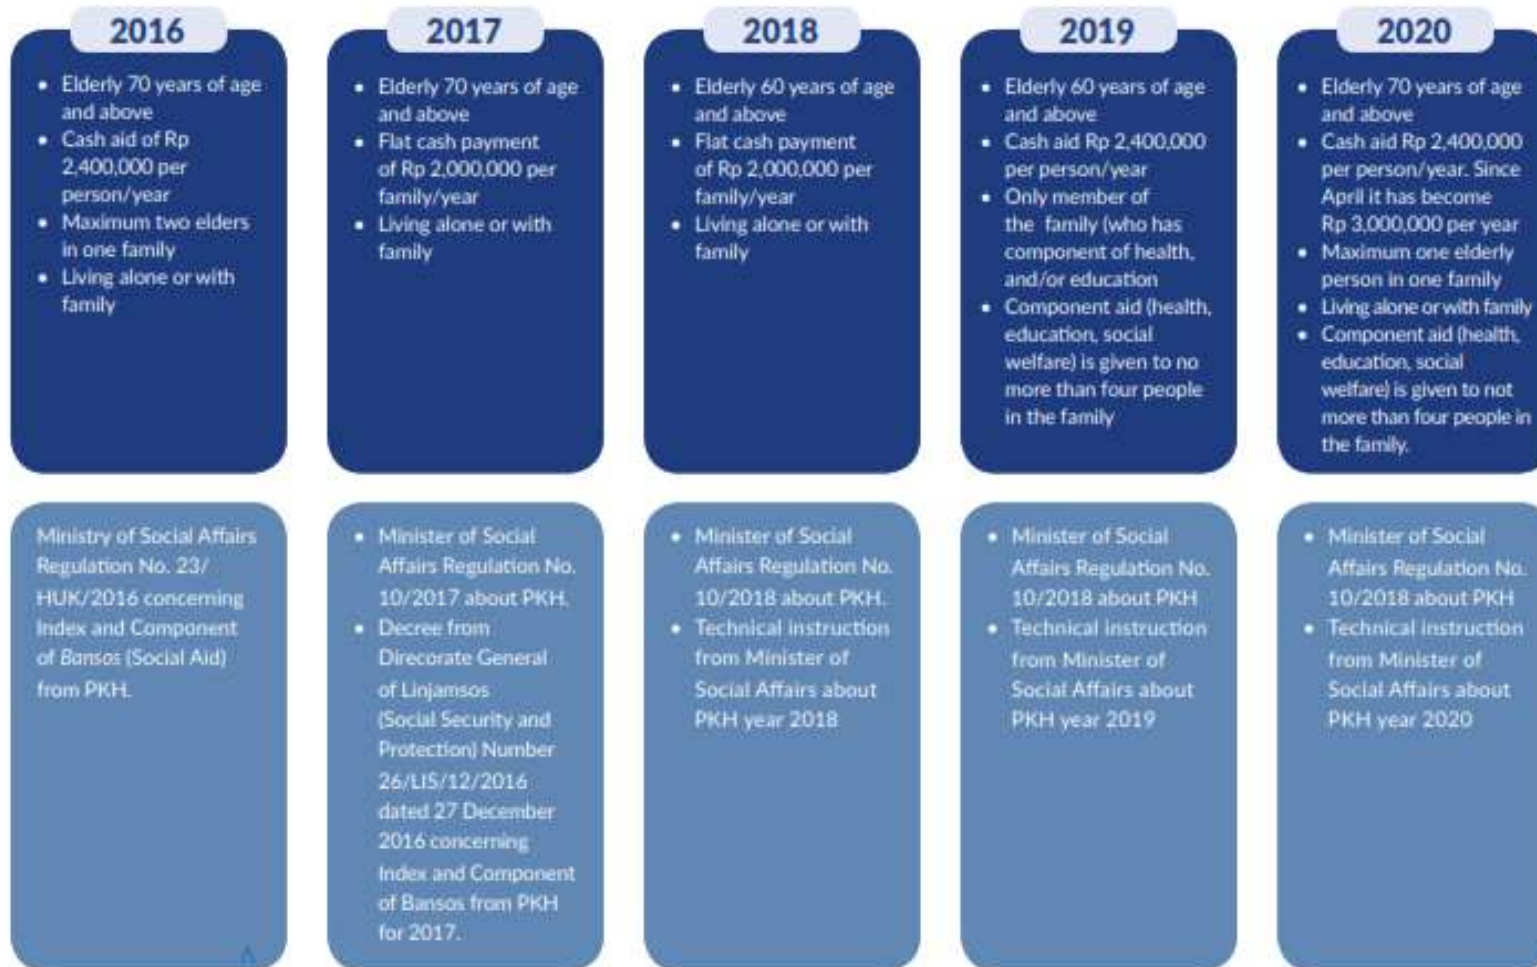 2016
• Elderly 70 years of age
and above
• Cash aid of Rp
2,400,000 per
person/year
• Maximum two elders
in one family
• Living alone or with
family
2017
• Elderly 70 years of age
and above
• Flat cash payment
of Rp 2,000,000 per
family/year
• Living alone or with
family
2018
• Elderly 60 years of age
and above
• Flat cash payment
of Rp 2,000,000 per
family/year
• Living alone or with
family
2019
• Elderly 60 years of age
and above
• Cash aid Rp 2,400,000
per person/year
• Only member of
the family (who has
component of health,
and/or education
• Component aid (health,
education, social
welfare) is given to no
more than four people
in the family
2020
• Elderly 70 years of age
and above
• Cash aid Rp 2,400,000
per person/year. Since
April it has become
Rp 3,000,000 per year
• Maximum one elderly
person in one family
• Living alone or with family
• Component aid (health,
education, social
welfare) is given to not
more than four people in
the family.
Ministry of Social Affairs
Regulation No. 23/
HUK/2016 concerning
Index and Component
of Bansos (Social Aid)
from PKH.
• Minister of Social
Affairs Regulation No.
10/2017 about PKH.
• Decree from
Direcorate General
of Linjamsos
(Social Security and
Protection) Number
26/LIS/12/2016
dated 27 December
2016 concerning
Index and Component
of Bansos from PKH
for 2017.
• Minister of Social
Affairs Regulation No.
10/2018 about PKH.
• Technical instruction
from Minister of
Social Affairs about
PKH year 2018
• Minister of Social
Affairs Regulation No.
10/2018 about PKH
• Technical instruction
from Minister of
Social Affairs about
PKH year 2019
• Minister of Social
Affairs Regulation No.
10/2018 about PKH
• Technical instruction
from Minister of
Social Affairs about
PKH year 2020